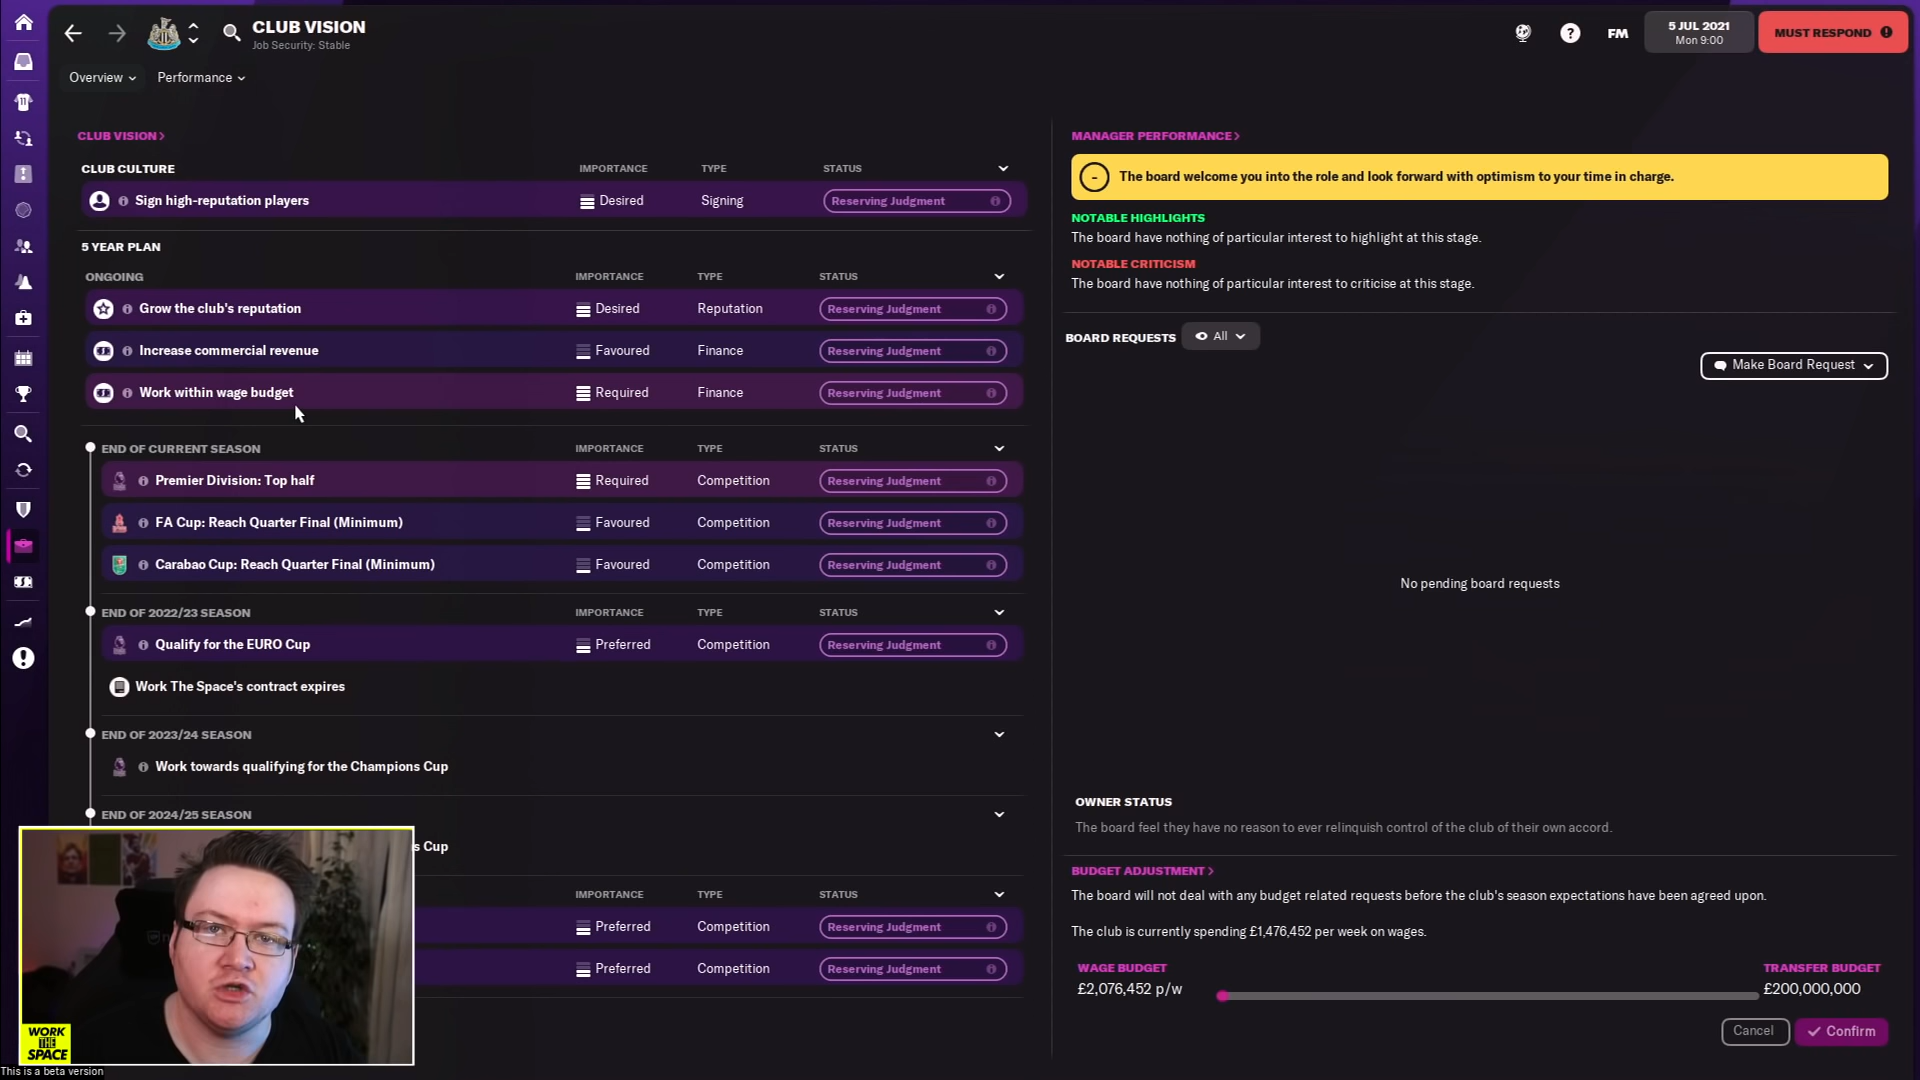 CLUB VISION
Job Security: Stable
FM
5 JUL 2021
Mon 9:00
MUST RESPOND
Overview
Performance
CLUB VISION >
CLUB CULTURE IMPORTANCE TYPE STATUS
Sign high-reputation players Desired Signing Reserving Judgment
5 YEAR PLAN
ONGOING IMPORTANCE TYPE STATUS
Grow the club's reputation Desired Reputation Reserving Judgment
Increase commercial revenue Favoured Finance Reserving Judgment
Work within wage budget Required Finance Reserving Judgment
END OF CURRENT SEASON IMPORTANCE TYPE STATUS
Premier Division: Top half Required Competition Reserving Judgment
FA Cup: Reach Quarter Final (Minimum) Favoured Competition Reserving Judgment
Carabao Cup: Reach Quarter Final (Minimum) Favoured Competition Reserving Judgment
END OF 2022/23 SEASON IMPORTANCE TYPE STATUS
Qualify for the EURO Cup Preferred Competition Reserving Judgment
Work The Space's contract expires
END OF 2023/24 SEASON
Work towards qualifying for the Champions Cup
END OF 2024/25 SEASON
s Cup
IMPORTANCE TYPE STATUS
Preferred Competition Reserving Judgment
Preferred Competition Reserving Judgment
MANAGER PERFORMANCE >
The board welcome you into the role and look forward with optimism to your time in charge.
NOTABLE HIGHLIGHTS
The board have nothing of particular interest to highlight at this stage.
NOTABLE CRITICISM
The board have nothing of particular interest to criticise at this stage.
BOARD REQUESTS All
Make Board Request
No pending board requests
OWNER STATUS
The board feel they have no reason to ever relinquish control of the club of their own accord.
BUDGET ADJUSTMENT >
The board will not deal with any budget related requests before the club's season expectations have been agreed upon.
The club is currently spending £1,476,452 per week on wages.
WAGE BUDGET TRANSFER BUDGET
£2,076,452 p/w £200,000,000
Cancel Confirm
WORK
THE
SPACE
This is a beta version